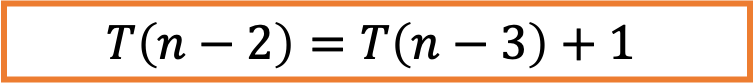 T(n − 2) = T(n − 3) + 1